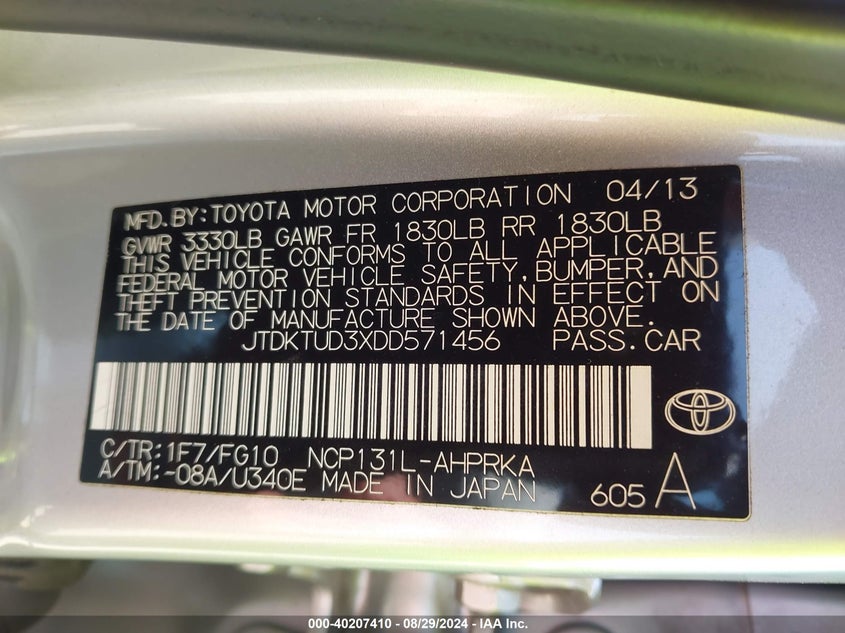 MFD.BY:TOYOTA MOTOR CORPORATION 04/13
GVWR 3330LB GAWR FR 1830LB RR 1830LB
THIS VEHICLE CONFORMS TO ALL APPLICABLE
FEDERAL MOTOR VEHICLE SAFETY,BUMPER,AND
THEFT PREVENTION STANDARDS IN EFFECT ON
THE DATE OF MANUFACTURE SHOWN ABOVE.
JTDKTUD3XDD571456 PASS.CAR
C/TR:1F7/FG10 NCP131L-AHPRKA
A/TM:-08A/U340E MADE IN JAPAN 605 A
000-40207410 - 08/29/2024 - IAA Inc.